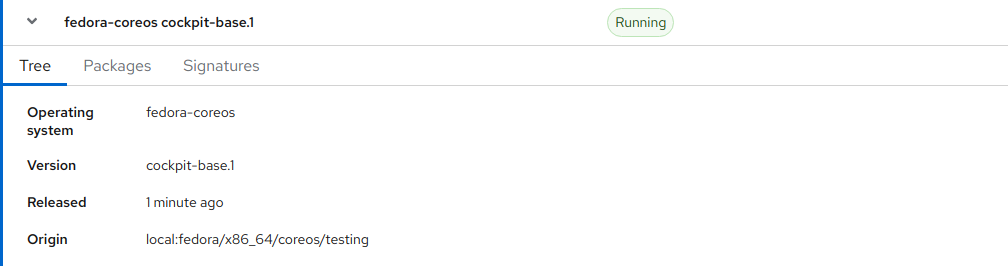 fedora-coreos cockpit-base.1 Running
Tree Packages Signatures
Operating system fedora-coreos
Version cockpit-base.1
Released 1 minute ago
Origin local:fedora/x86_64/coreos/testing